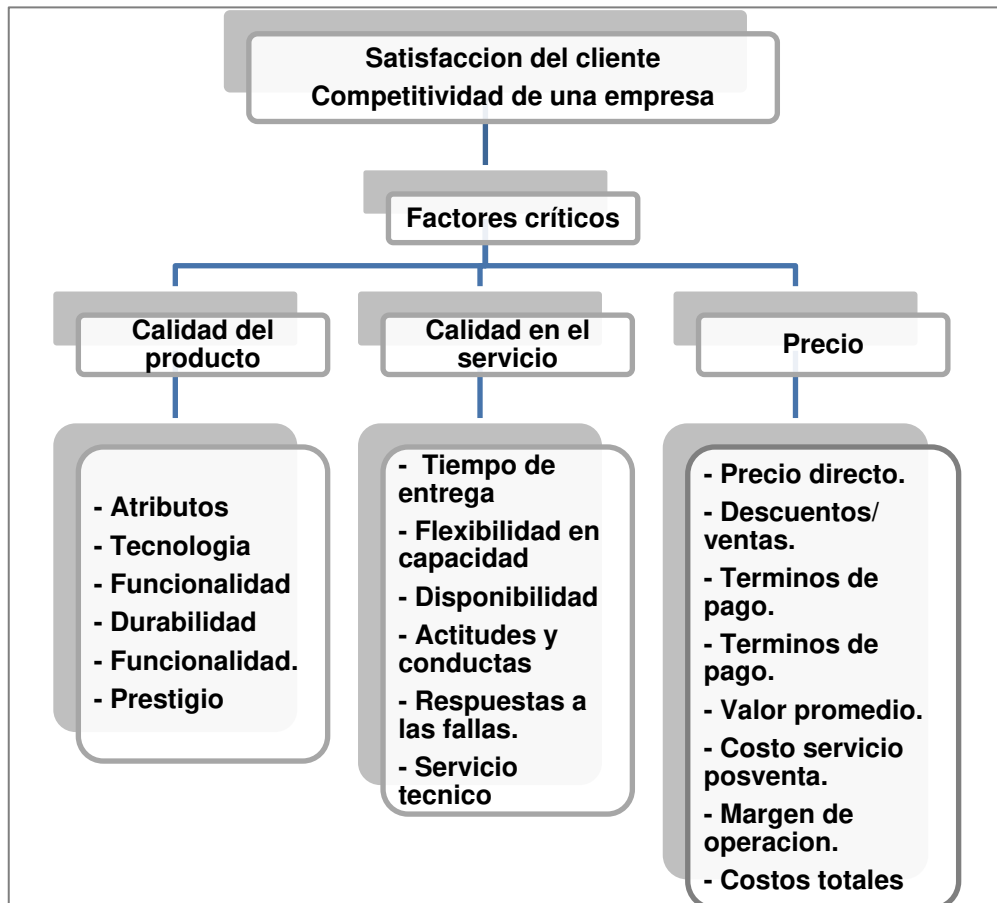 Satisfaccion del cliente
Competitividad de una empresa
Factores críticos
Calidad del
producto
Calidad en el
servicio
Precio
- Atributos
- Tecnologia
- Funcionalidad
- Durabilidad
- Funcionalidad.
- Prestigio
- Tiempo de
entrega
- Flexibilidad en
capacidad
- Disponibilidad
- Actitudes y
conductas
- Respuestas a
las fallas.
- Servicio
tecnico
- Precio directo.
- Descuentos/
ventas.
- Terminos de
pago.
- Terminos de
pago.
- Valor promedio.
- Costo servicio
posventa.
- Margen de
operacion.
- Costos totales